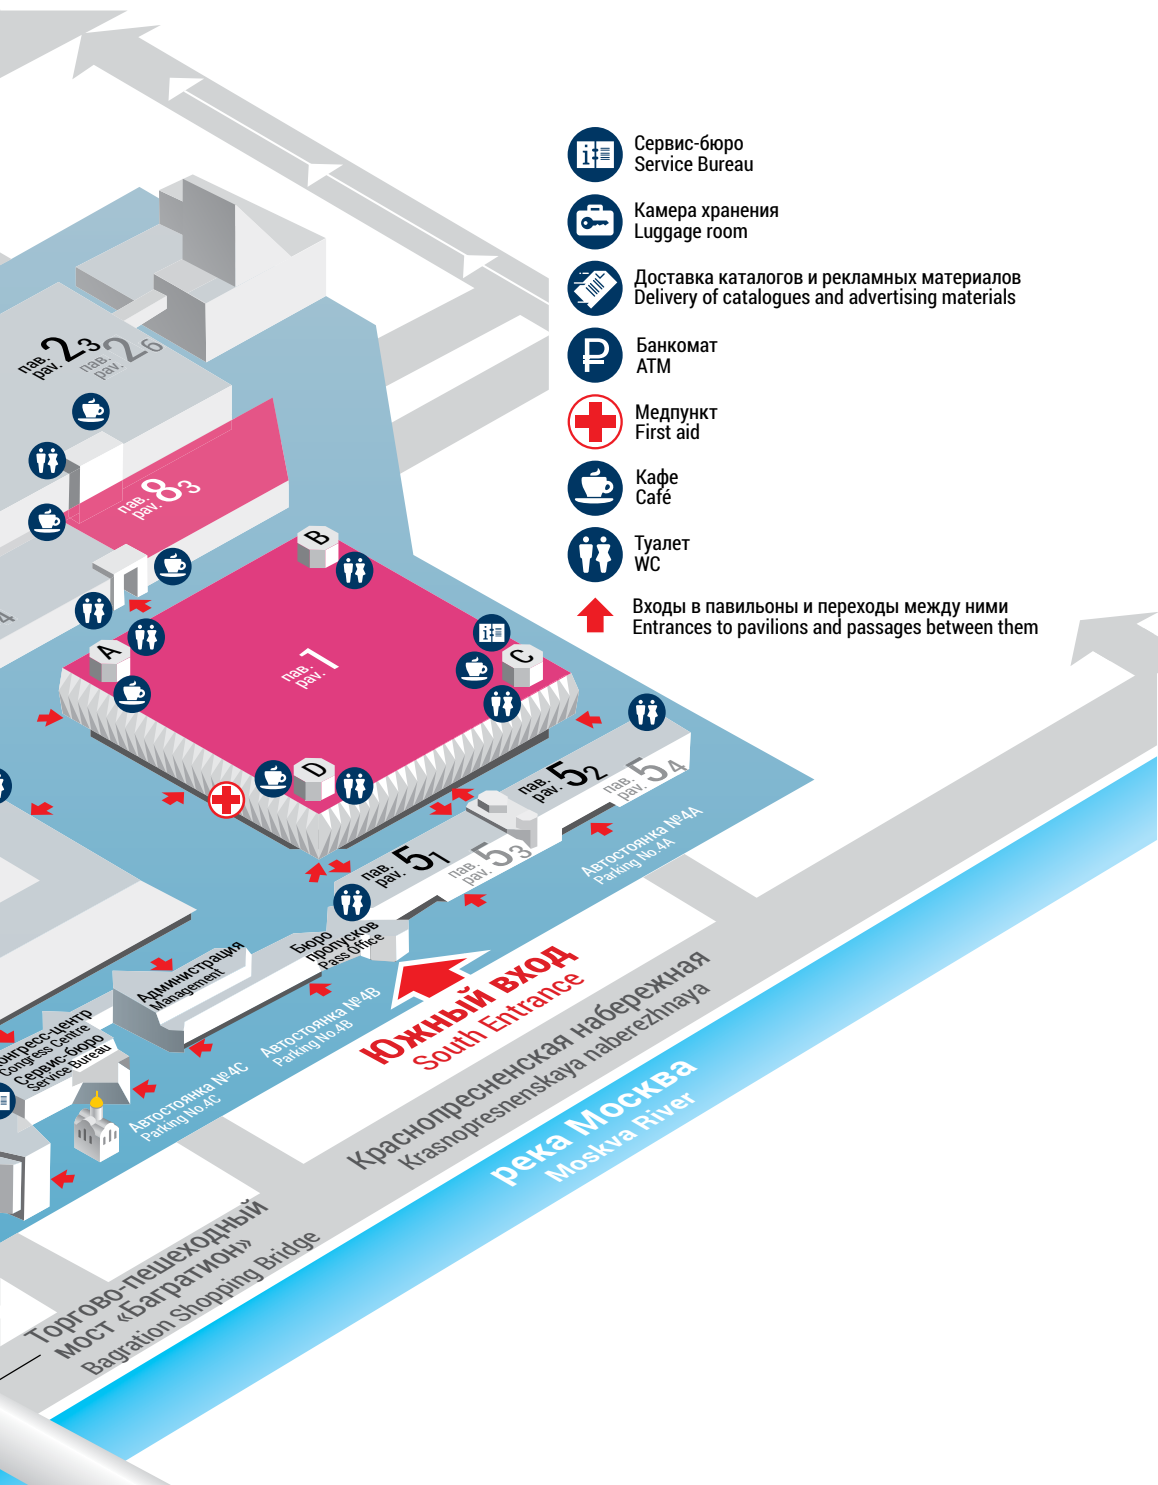 Сервис-бюро
Service Bureau
Камера хранения
Luggage room
Доставка каталогов и рекламных материалов
Delivery of catalogues and advertising materials
Банкомат
ATM
Медпункт
First aid
Кафе
Café
Туалет
WC
Входы в павильоны и переходы между ними
Entrances to pavilions and passages between them
пав.
pav. 2 3
пав.
pav. 2 6
пав.
pav. 8 3
4
B
A
C
D
пав.
pav. 1
пав.
pav. 5 2
пав.
pav. 5 4
пав.
pav. 5 1
пав.
pav. 5 3
Автостоянка №4А
Parking No.4A
Бюро
пропусков
Pass Office
Администрация
Management
онгресс-центр
Congress Centre
Сервис-бюро
Service Bureau
Автостоянка №4В
Parking No.4B
Автостоянка №4С
Parking No.4C
Южный вход
South Entrance
Краснопресненская набережная
Krasnopresnenskaya naberezhnaya
река Москва
Moskva River
Торгово-пешеходный
мост «Багратион»
Bagration Shopping Bridge